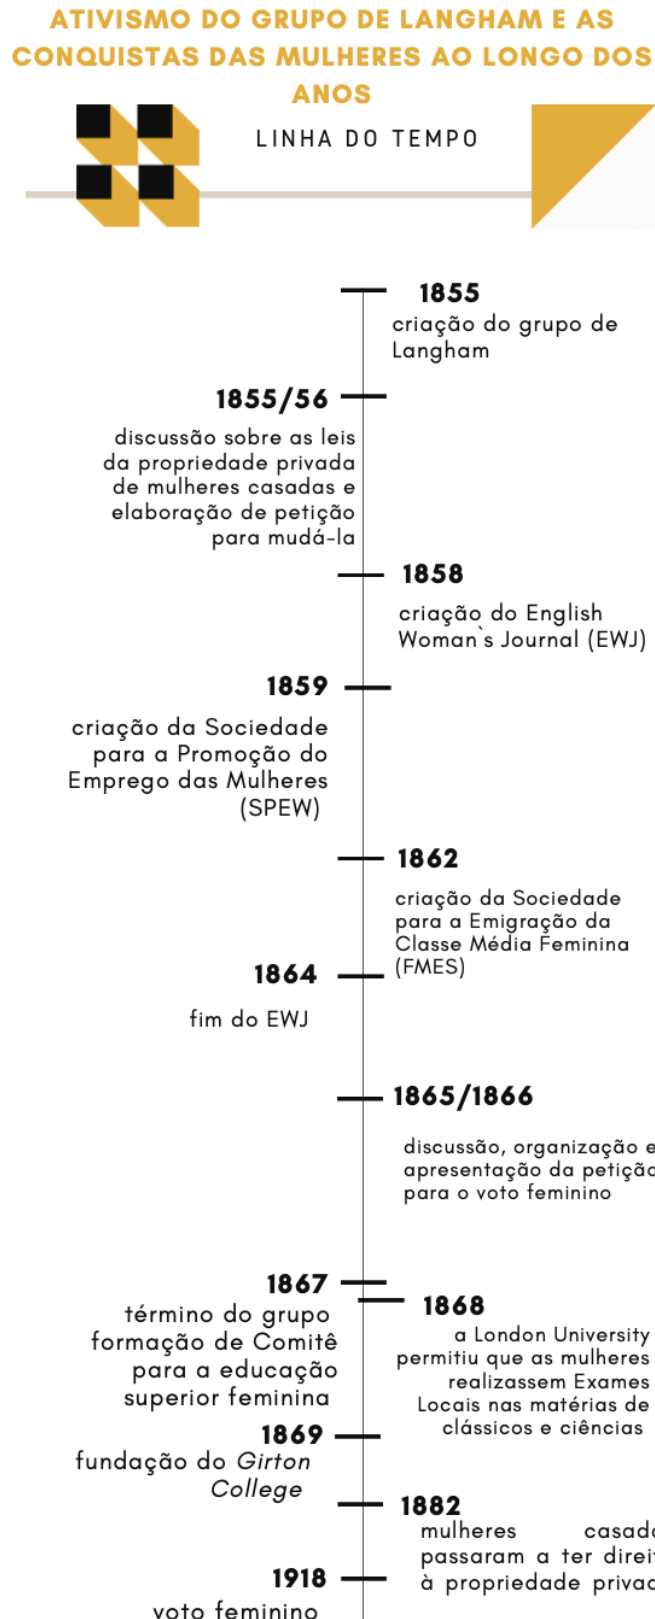 ATIVISMO DO GRUPO DE LANGHAM E AS
CONQUISTAS DAS MULHERES AO LONGO DOS
ANOS
LINHA DO TEMPO
1855
criação do grupo de
Langham
1855/56
discussão sobre as leis
da propriedade privada
de mulheres casadas e
elaboração de petição
para mudá-la
1858
criação do English
Woman`s Journal (EWJ)
1859
criação da Sociedade
para a Promoção do
Emprego das Mulheres
(SPEW)
1862
criação da Sociedade
para a Emigração da
Classe Média Feminina
(FMES)
1864
fim do EWJ
1865/1866
discussão, organização e
apresentação da petição
para o voto feminino
1867
término do grupo
formação de Comitê
para a educação
superior feminina
1868
a London University
permitiu que as mulheres
realizassem Exames
Locais nas matérias de
clássicos e ciências
1869
fundação do Girton
College
1882
mulheres
passaram a ter
à propriedade
1918
voto feminino